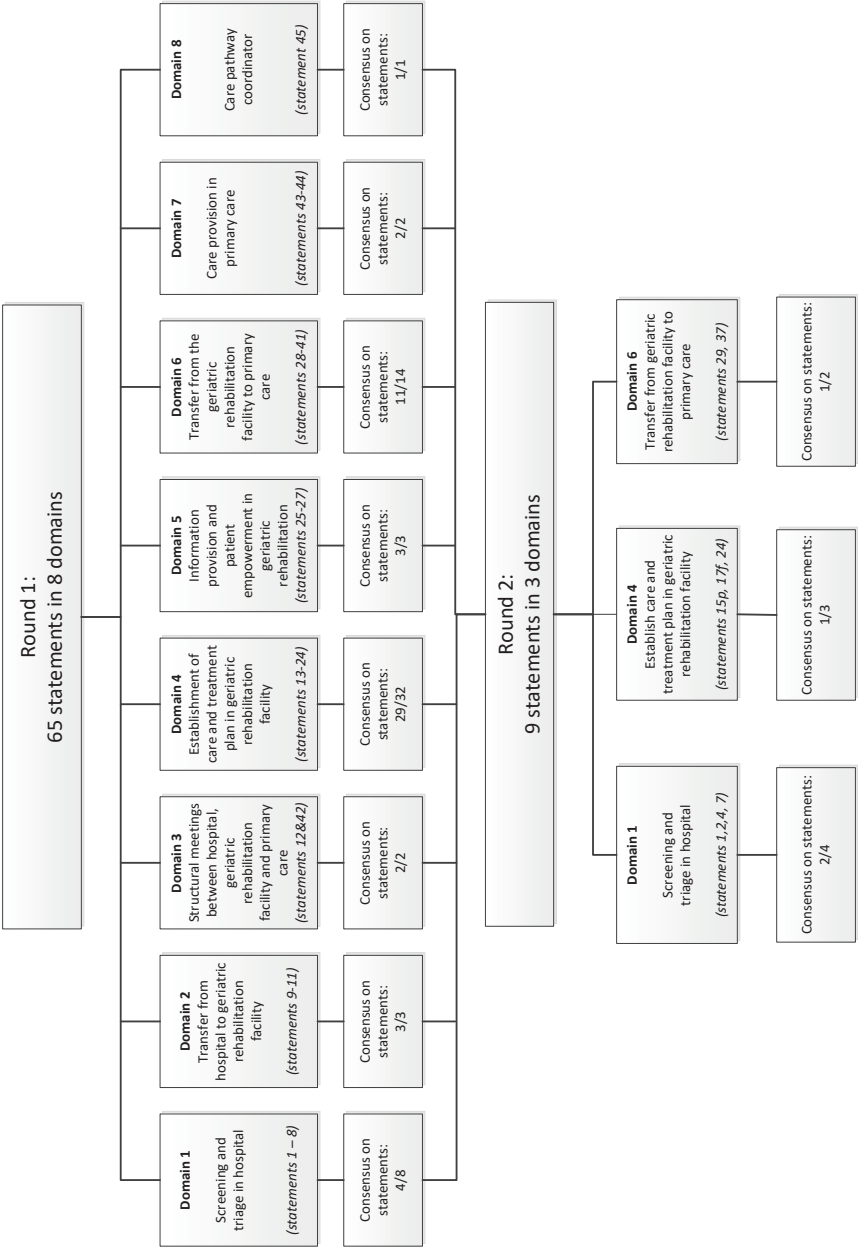 Round 1:
65 statements in 8 domains
Domain 1
Screening and
triage in hospital
(statements 1 – 8)
Consensus on
statements:
4/8
Domain 2
Transfer from
hospital to geriatric
rehabilitation
facility
(statements 9-11)
Consensus on
statements:
3/3
Domain 3
Structural meetings
between hospital,
geriatric
rehabilitation
facility and primary
care
(statements 12&42)
Consensus on
statements:
2/2
Domain 4
Establishment of
care and treatment
plan in geriatric
rehabilitation
facility
(statements 13-24)
Consensus on
statements:
29/32
Domain 5
Information
provision and
patient
empowerment in
geriatric
rehabilitation
(statements 25-27)
Consensus on
statements:
3/3
Domain 6
Transfer from the
geriatric
rehabilitation
facility to primary
care
(statements 28-41)
Consensus on
statements:
11/14
Domain 7
Care provision in
primary care
(statements 43-44)
Consensus on
statements:
2/2
Domain 8
Care pathway
coordinator
(statement 45)
Consensus on
statements:
1/1
Round 2:
9 statements in 3 domains
Domain 1
Screening and
triage in hospital
(statements 1,2,4, 7)
Consensus on statements:
2/4
Domain 4
Establish care and
treatment plan in geriatric
rehabilitation facility
(statements 15p, 17f, 24)
Consensus on statements:
1/3
Domain 6
Transfer from geriatric
rehabilitation facility to
primary care
(statements 29, 37)
Consensus on statements:
1/2